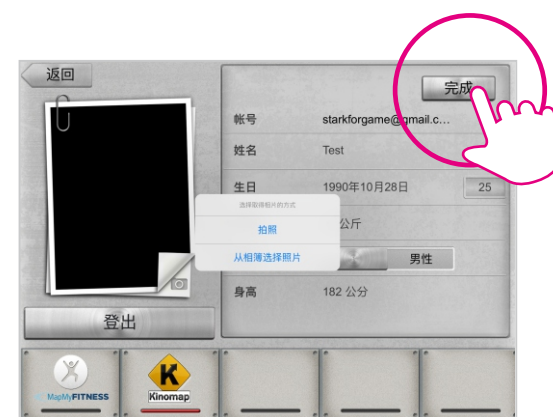 返回
完成
帐号 starkforgame@gmail.c...
姓名 Test
生日 1990年10月28日 25
选择取得相片的方式
拍照
公斤
从相簿选择照片
男性
身高 182 公分
登出
MapMyFITNESS
K
Kinomap